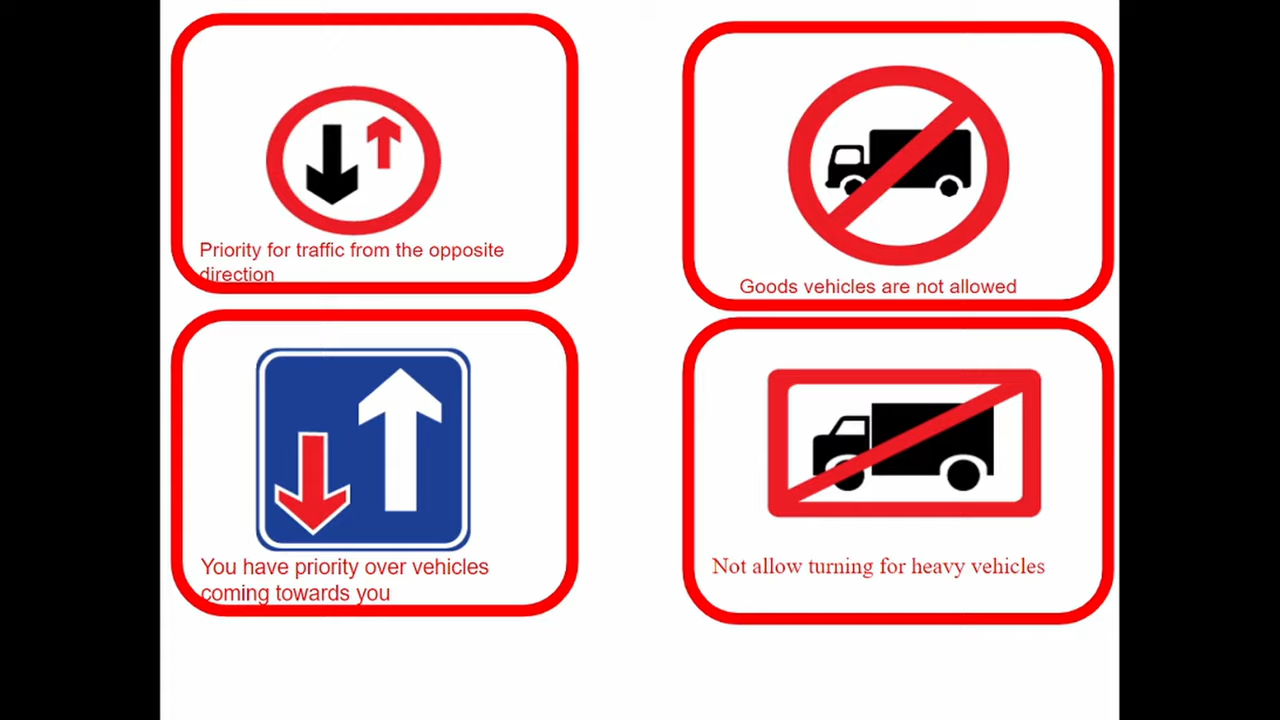 Priority for traffic from the opposite
direction
Goods vehicles are not allowed
You have priority over vehicles
coming towards you
Not allow turning for heavy vehicles